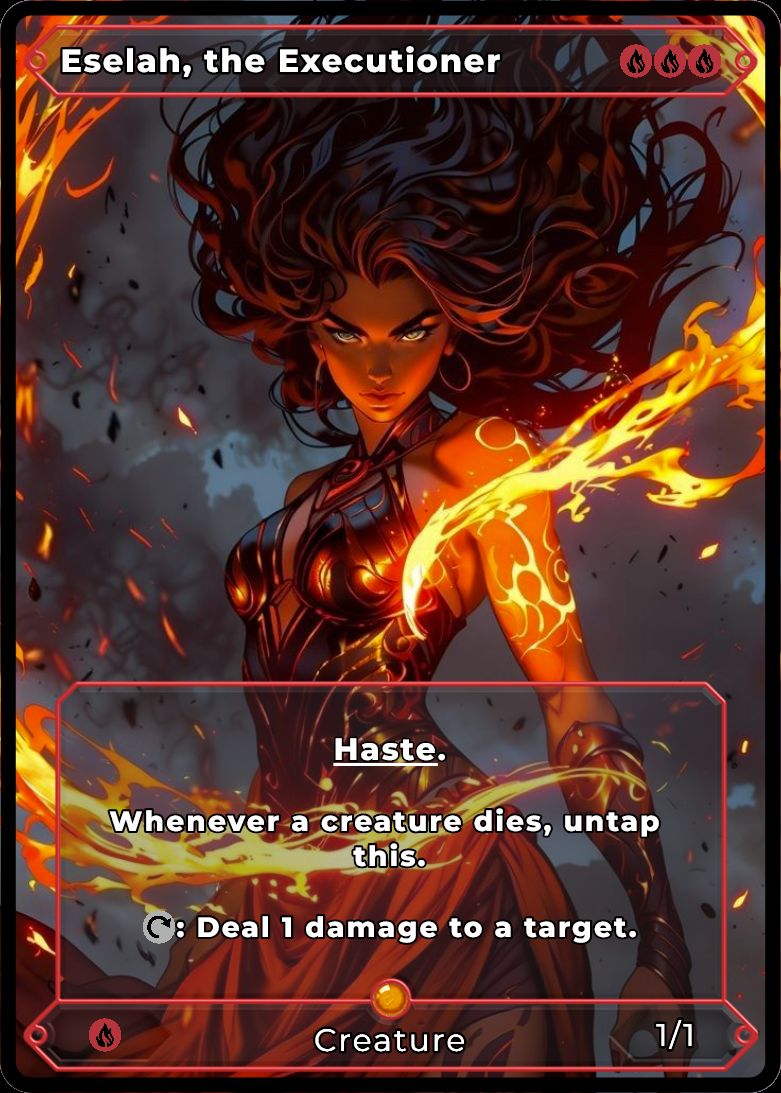 Eselah, the Executioner
Haste.
Whenever a creature dies, untap
this.
: Deal 1 damage to a target.
Creature
1/1